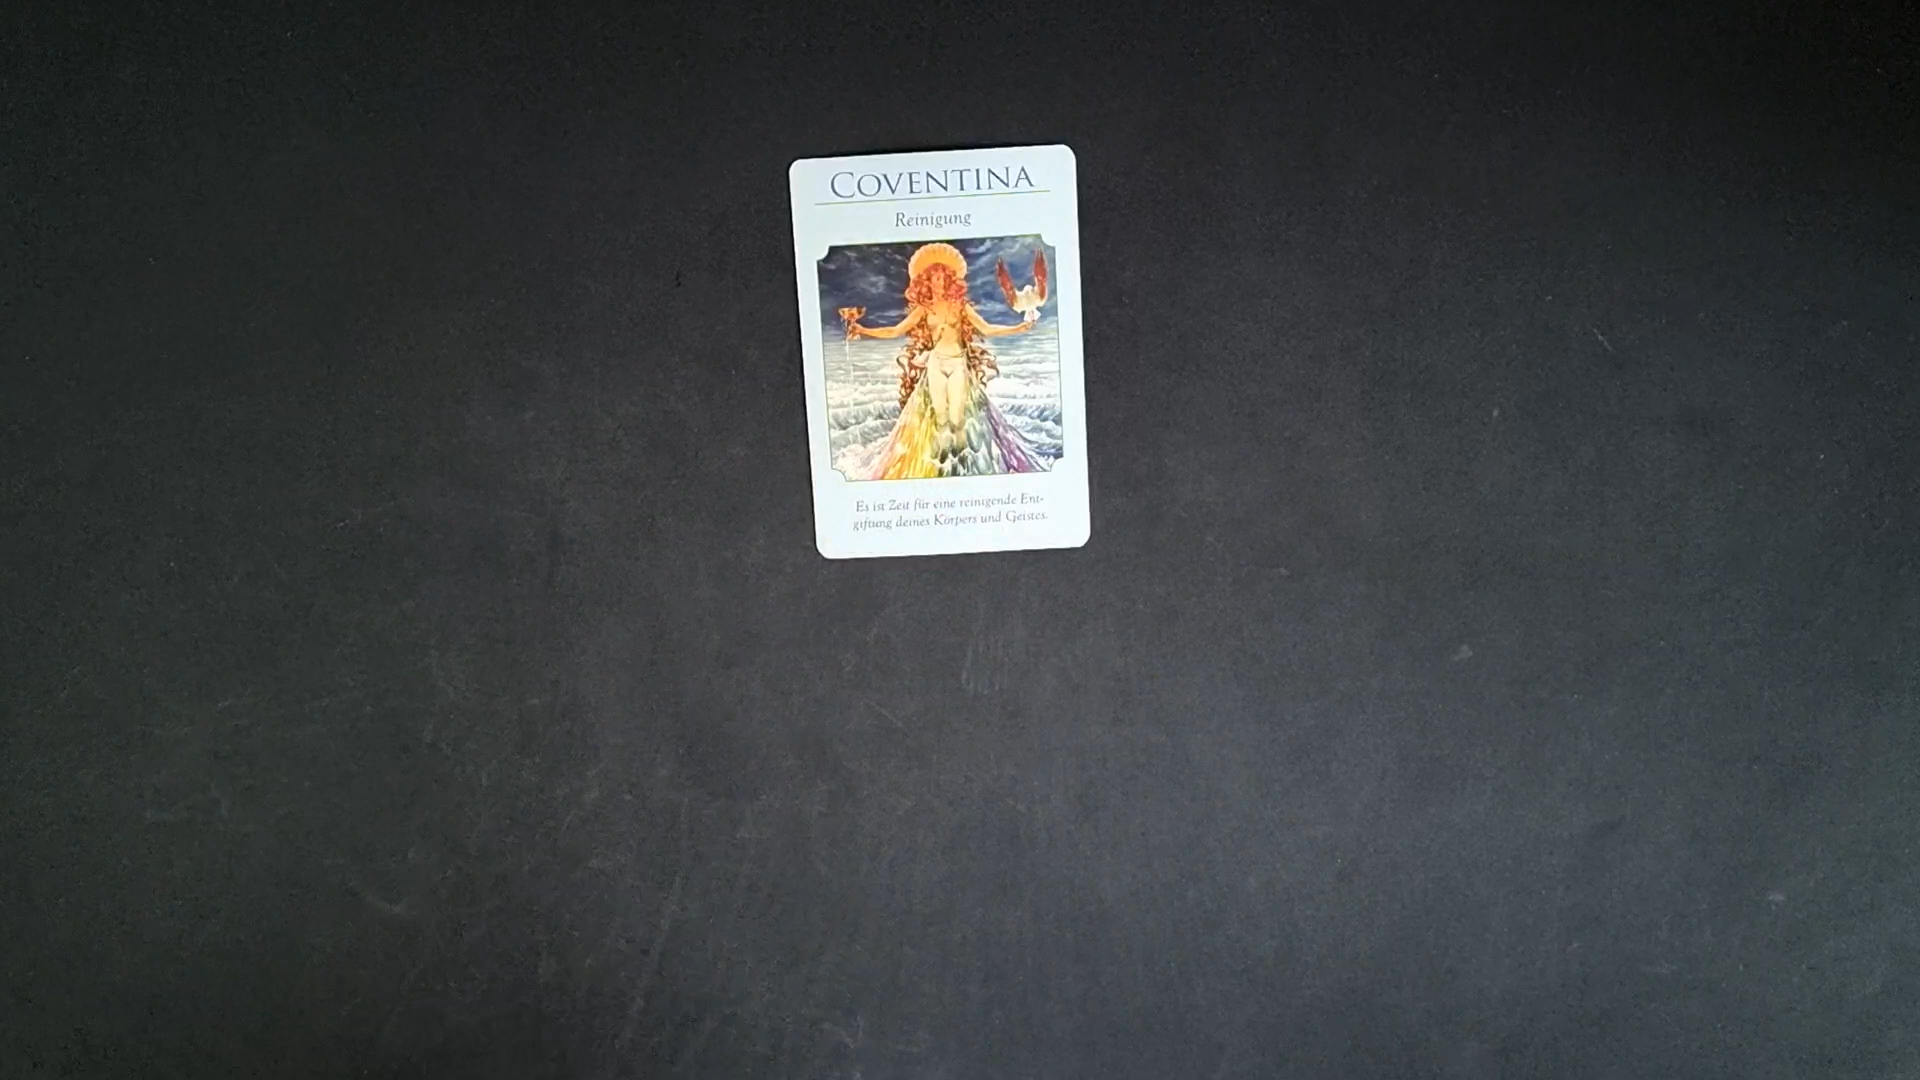 COVENTINA
Reinigung
Es ist Zeit für eine reinigende Ent-
giftung deines Körpers und Geistes.